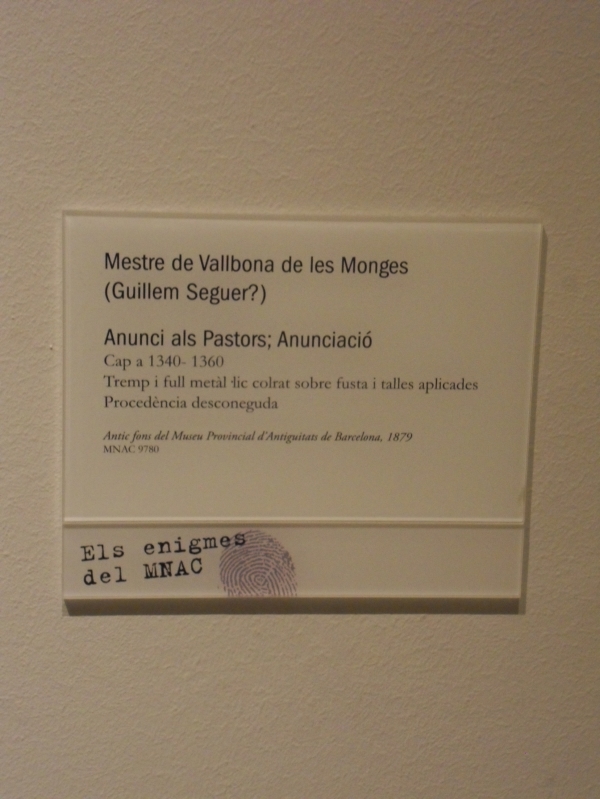 Mestre de Vallbona de les Monges
(Guillem Seguer?)
Anunci als Pastors; Anunciació
Cap a 1340- 1360
Tremp i full metàl·lic colrat sobre fusta i talles aplicades
Procedència desconeguda
Antic fons del Museu Provincial d'Antiguitats de Barcelona, 1879
MNAC 9780
Els enigmes
del MNAC